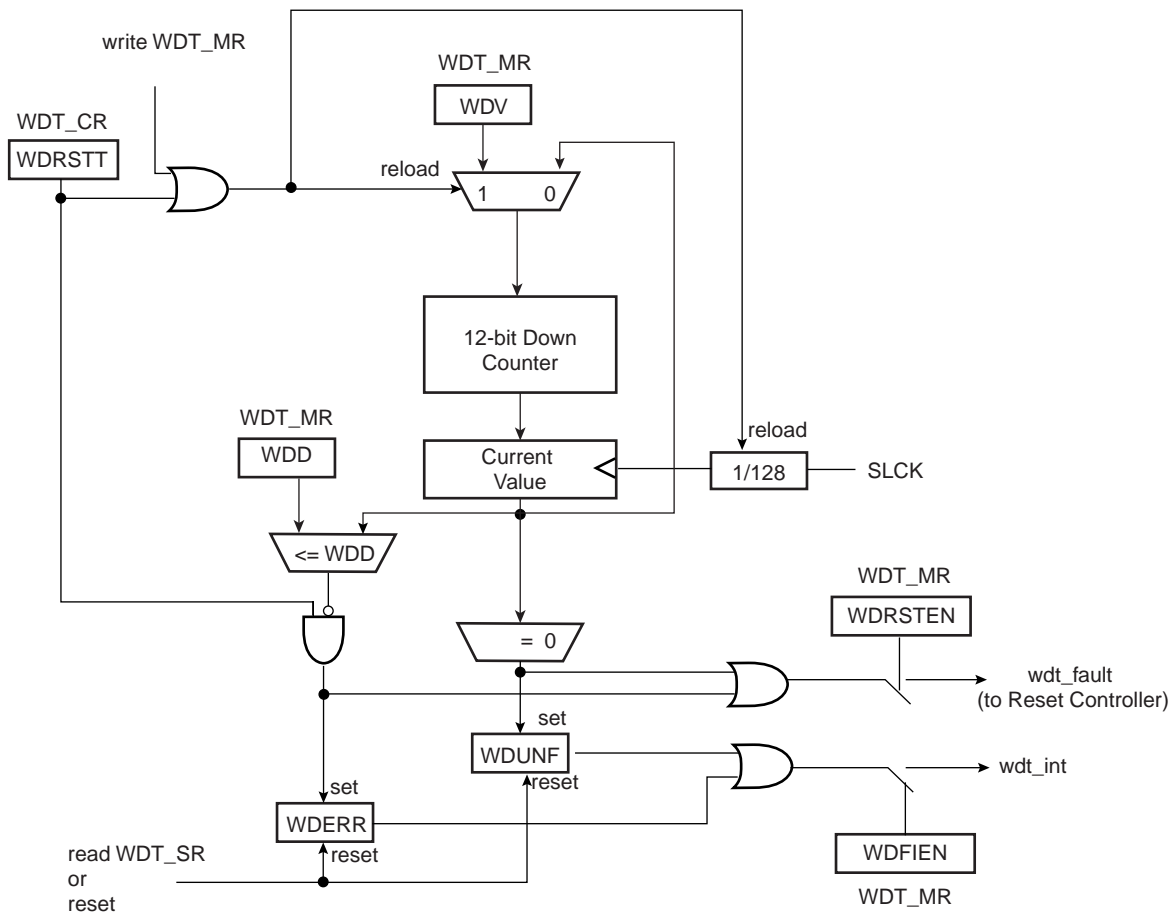 write WDT_MR
WDT_MR
WDV
WDT_CR
WDRSTT
reload
1 0
12-bit Down
Counter
WDT_MR
WDD
reload
Current
Value
1/128
SLCK
<= WDD
WDT_MR
WDRSTEN
= 0
wdt_fault
(to Reset Controller)
set
WDUNF
reset
wdt_int
set
WDERR
reset
WDFIEN
WDT_MR
read WDT_SR
or
reset